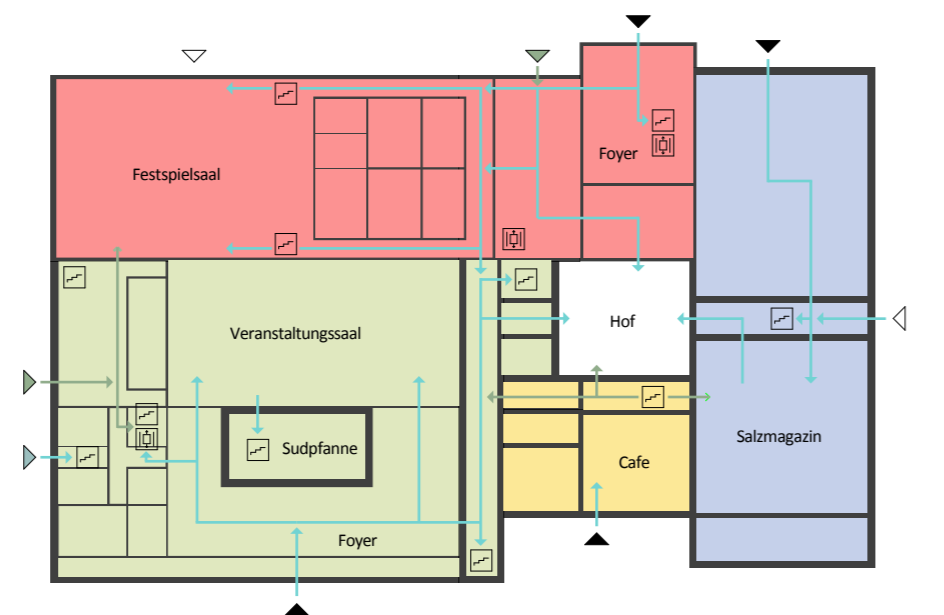 Foyer
Festspielsaal
Hof
Veranstaltungssaal
Salzmagazin
Sudpfanne
Cafe
Foyer